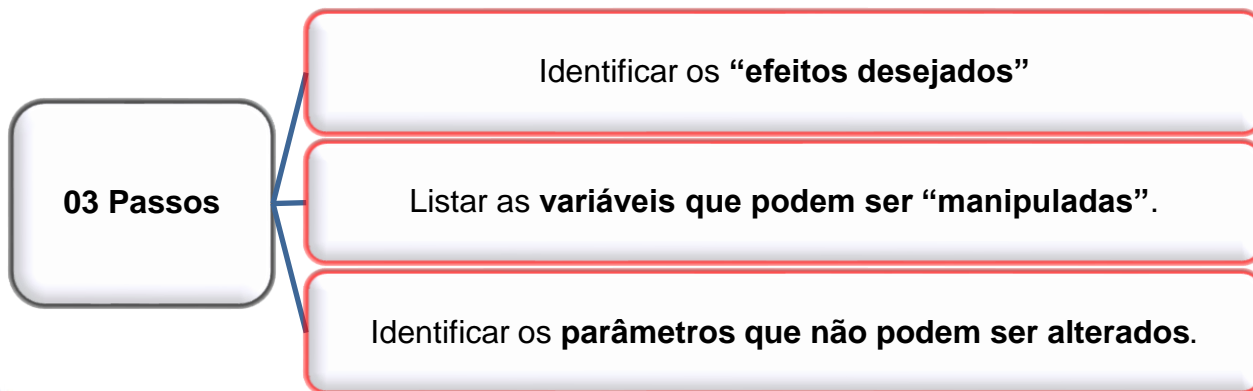 Identificar os “efeitos desejados”
03 Passos
Listar as variáveis que podem ser “manipuladas”.
Identificar os parâmetros que não podem ser alterados.